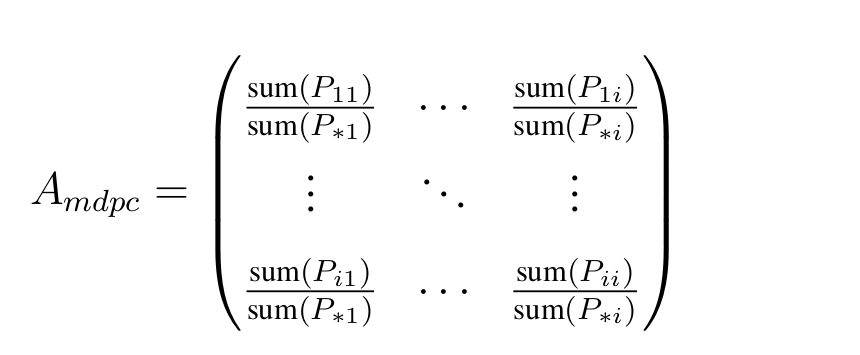 A_{mdpc} = \begin{pmatrix} \frac{\text{sum}(P_{11})}{\text{sum}(P_{*1})} & \cdots & \frac{\text{sum}(P_{1i})}{\text{sum}(P_{*i})} \\ \vdots & \ddots & \vdots \\ \frac{\text{sum}(P_{i1})}{\text{sum}(P_{*1})} & \cdots & \frac{\text{sum}(P_{ii})}{\text{sum}(P_{*i})} \end{pmatrix}